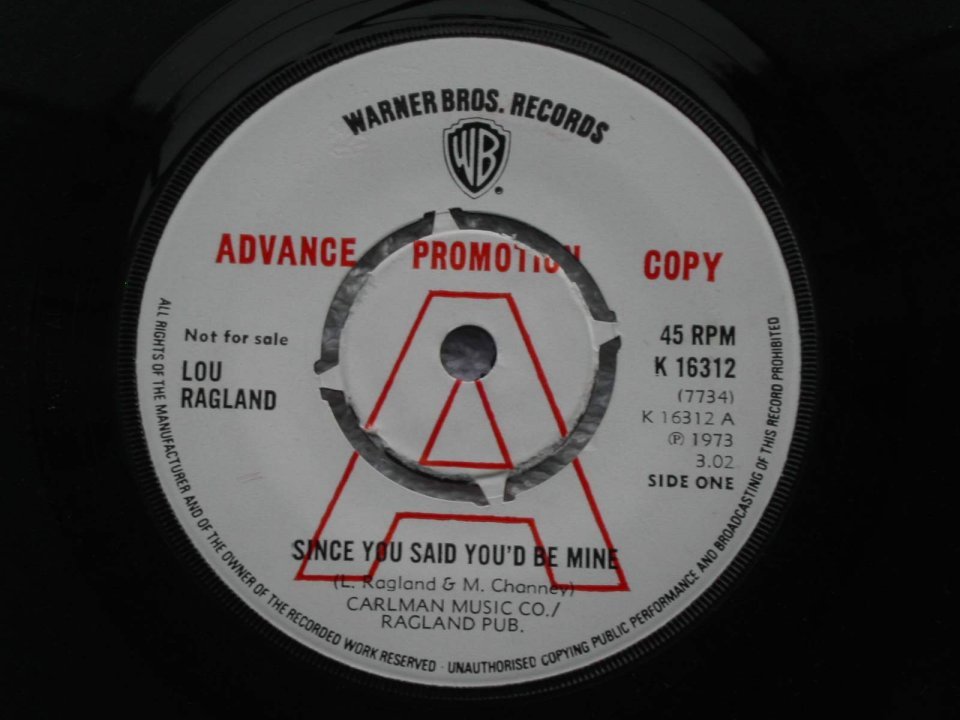 WARNER BROS. RECORDS
WB
ADVANCE PROMOTION COPY
Not for sale
LOU
RAGLAND
45 RPM
K 16312
(7734)
K 16312 A
℗ 1973
3.02
SIDE ONE
A
SINCE YOU SAID YOU'D BE MINE
(L. Ragland & M. Channey)
CARLMAN MUSIC CO./
RAGLAND PUB.
ALL RIGHTS OF THE MANUFACTURER AND OF THE OWNER OF THE RECORDED WORK RESERVED · UNAUTHORISED COPYING PUBLIC PERFORMANCE AND BROADCASTING OF THIS RECORD PROHIBITED